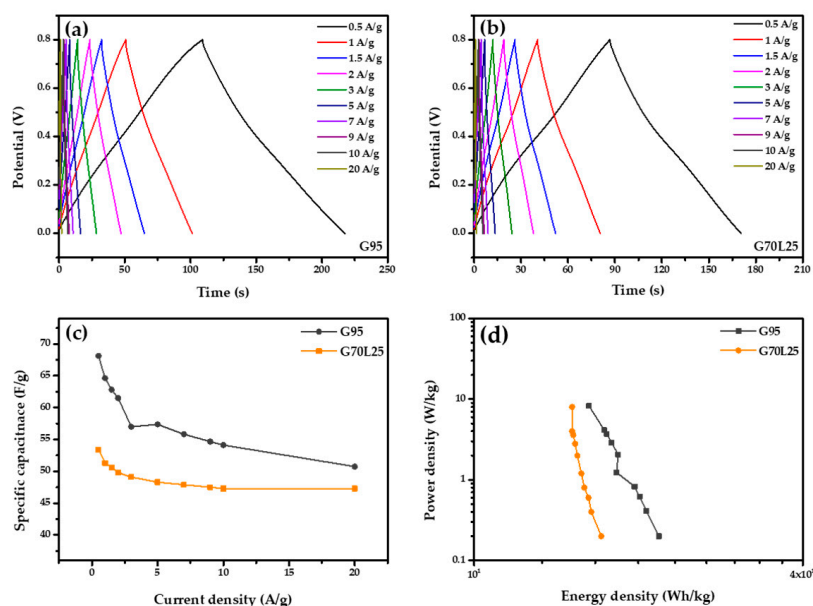 (a)
0.5 A/g
1 A/g
1.5 A/g
2 A/g
3 A/g
5 A/g
7 A/g
9 A/g
10 A/g
20 A/g
G95
Potential (V)
0.8
0.6
0.4
0.2
0.0
0 50 100 150 200 250
Time (s)
(b)
0.5 A/g
1 A/g
1.5 A/g
2 A/g
3 A/g
5 A/g
7 A/g
9 A/g
10 A/g
20 A/g
G70L25
Potential (V)
0.8
0.6
0.4
0.2
0.0
0 30 60 90 120 150 180 210
Time (s)
(c)
G95
G70L25
Specific capacitnace (F/g)
70
65
60
55
50
45
40
0 5 10 15 20
Current density (A/g)
(d)
G95
G70L25
Power density (W/kg)
100
10
1
0.1
10¹
Energy density (Wh/kg)